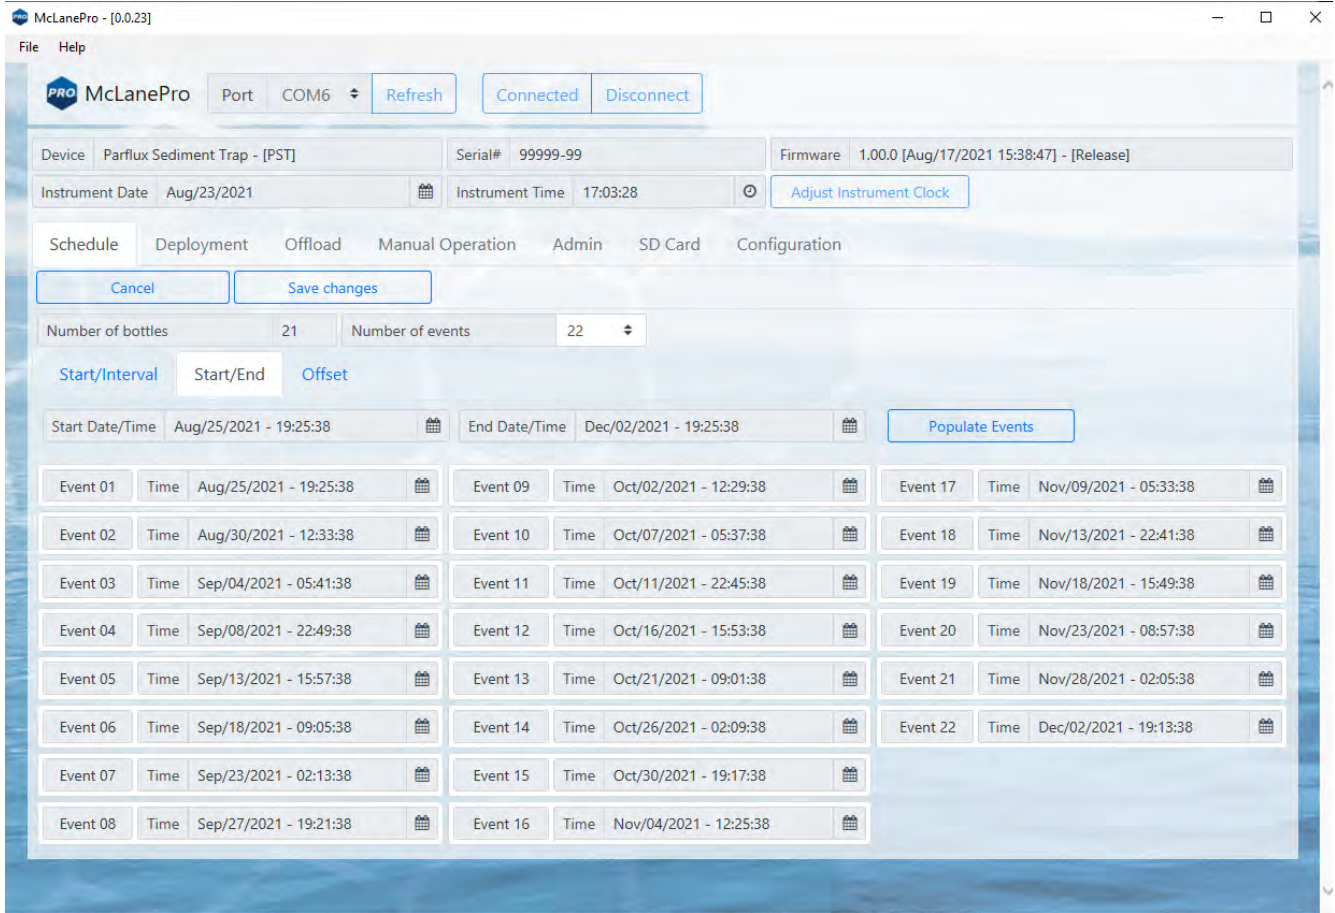 McLanePro - [0.0.23]
File Help
PRO McLanePro Port COM6 Refresh Connected Disconnect
Device Parflux Sediment Trap - [PST] Serial# 99999-99 Firmware 1.00.0 [Aug/17/2021 15:38:47] - [Release]
Instrument Date Aug/23/2021 Instrument Time 17:03:28 Adjust Instrument Clock
Schedule Deployment Offload Manual Operation Admin SD Card Configuration
Cancel Save changes
Number of bottles 21 Number of events 22
Start/Interval Start/End Offset
Start Date/Time Aug/25/2021 - 19:25:38 End Date/Time Dec/02/2021 - 19:25:38 Populate Events
Event 01 Time Aug/25/2021 - 19:25:38 Event 09 Time Oct/02/2021 - 12:29:38 Event 17 Time Nov/09/2021 - 05:33:38
Event 02 Time Aug/30/2021 - 12:33:38 Event 10 Time Oct/07/2021 - 05:37:38 Event 18 Time Nov/13/2021 - 22:41:38
Event 03 Time Sep/04/2021 - 05:41:38 Event 11 Time Oct/11/2021 - 22:45:38 Event 19 Time Nov/18/2021 - 15:49:38
Event 04 Time Sep/08/2021 - 22:49:38 Event 12 Time Oct/16/2021 - 15:53:38 Event 20 Time Nov/23/2021 - 08:57:38
Event 05 Time Sep/13/2021 - 15:57:38 Event 13 Time Oct/21/2021 - 09:01:38 Event 21 Time Nov/28/2021 - 02:05:38
Event 06 Time Sep/18/2021 - 09:05:38 Event 14 Time Oct/26/2021 - 02:09:38 Event 22 Time Dec/02/2021 - 19:13:38
Event 07 Time Sep/23/2021 - 02:13:38 Event 15 Time Oct/30/2021 - 19:17:38
Event 08 Time Sep/27/2021 - 19:21:38 Event 16 Time Nov/04/2021 - 12:25:38